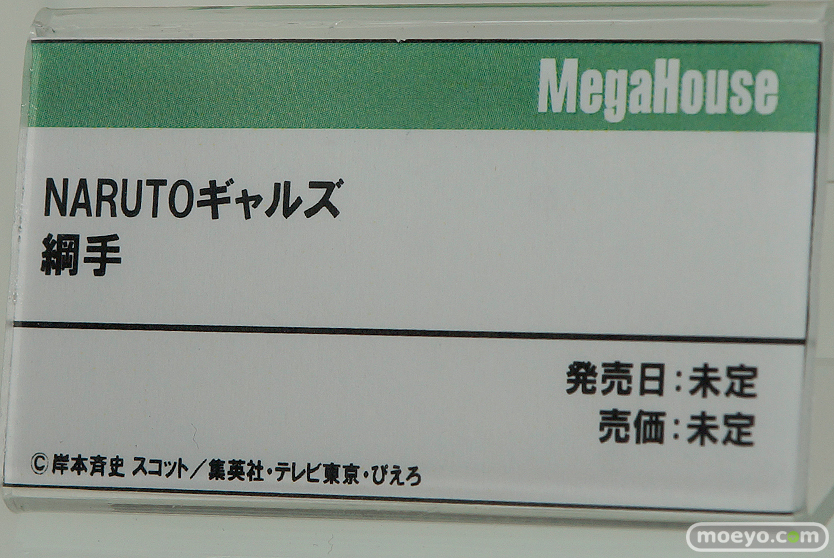 MegaHouse
NARUTOギャルズ
綱手
発売日：未定
売価：未定
©岸本斉史 スコット／集英社・テレビ東京・ぴえろ
moeyo.com